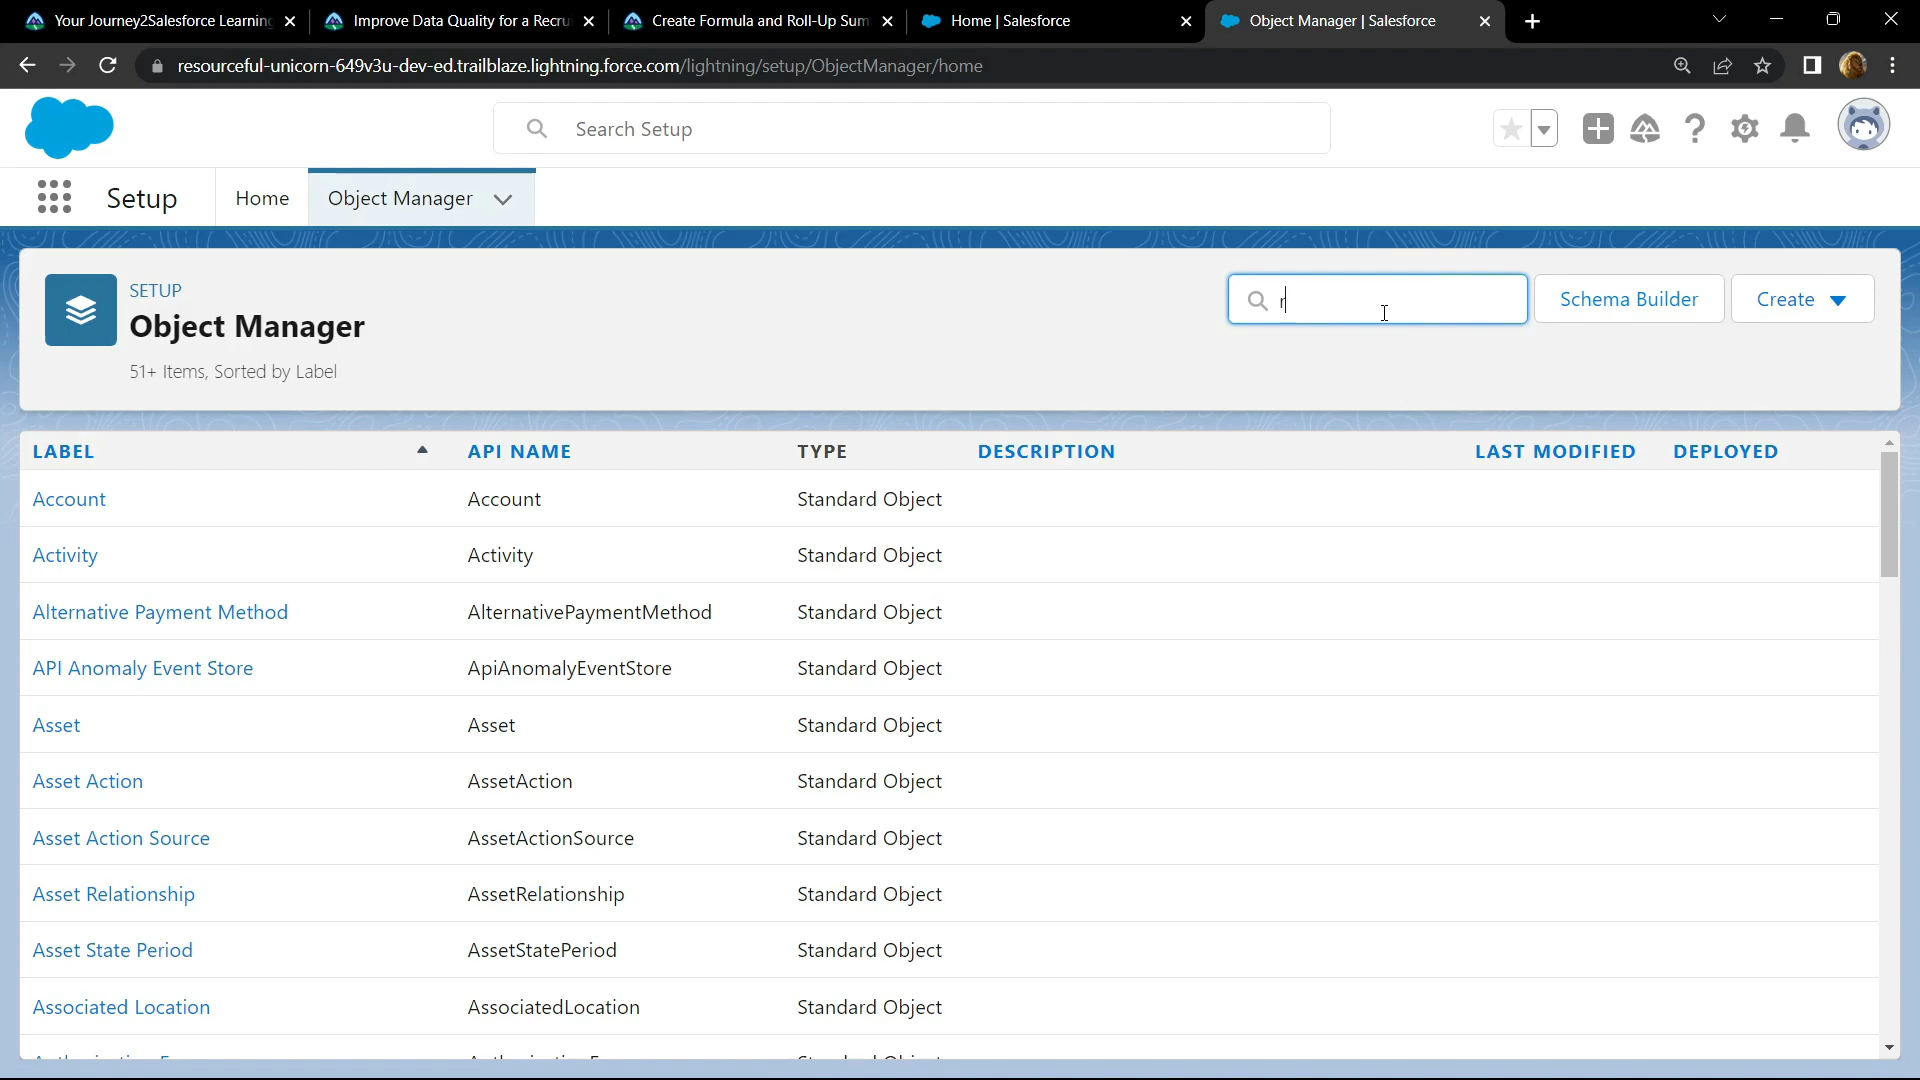 Your Journey2Salesforce Learning
Improve Data Quality for a Recru
Create Formula and Roll-Up Sum
Home | Salesforce
Object Manager | Salesforce
resourceful-unicorn-649v3u-dev-ed.trailblaze.lightning.force.com/lightning/setup/ObjectManager/home
Search Setup
Setup
Home
Object Manager
SETUP
Object Manager
51+ Items, Sorted by Label
r
Schema Builder
Create
LABEL API NAME TYPE DESCRIPTION LAST MODIFIED DEPLOYED
Account Account Standard Object
Activity Activity Standard Object
Alternative Payment Method AlternativePaymentMethod Standard Object
API Anomaly Event Store ApiAnomalyEventStore Standard Object
Asset Asset Standard Object
Asset Action AssetAction Standard Object
Asset Action Source AssetActionSource Standard Object
Asset Relationship AssetRelationship Standard Object
Asset State Period AssetStatePeriod Standard Object
Associated Location AssociatedLocation Standard Object